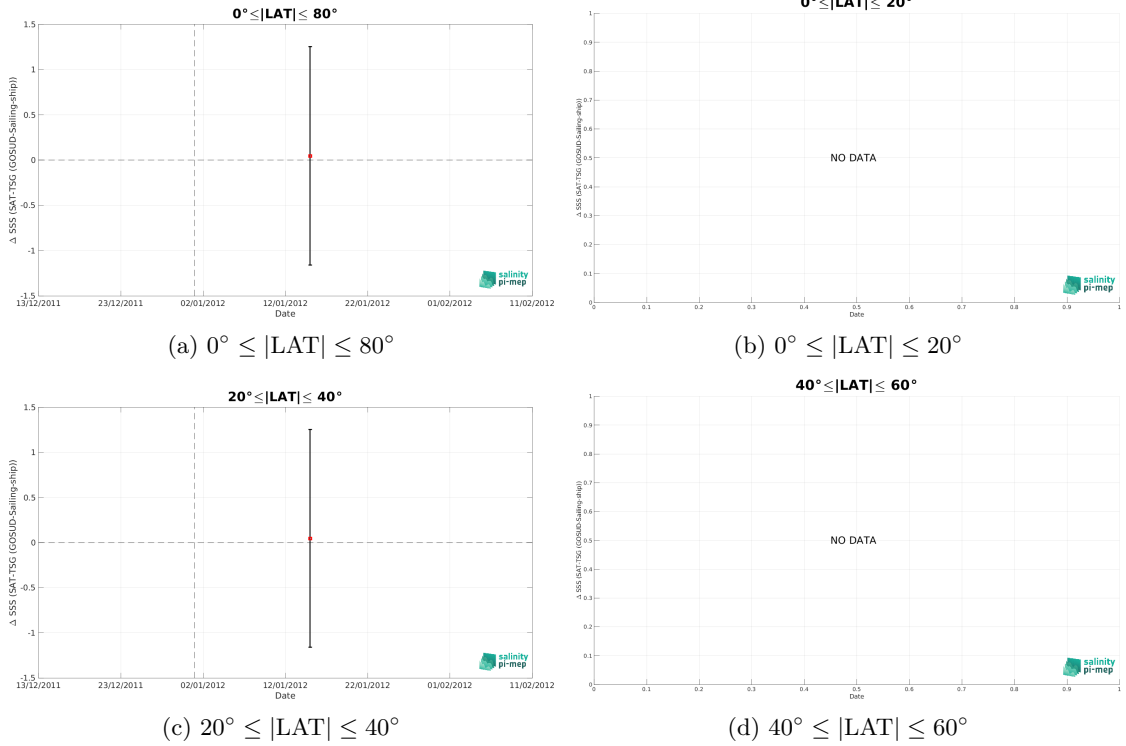 0°≤|LAT|≤ 80°
1.5
1
0.5
0
-0.5
-1
-1.5
Δ SSS (SAT-TSG (GOSUD-Sailing-ship))
13/12/2011 23/12/2011 02/01/2012 12/01/2012 22/01/2012 01/02/2012 11/02/2012
Date
salinity
pi-mep
(a) 0° ≤ |LAT| ≤ 80°
0°≤|LAT|≤ 20°
1
0.9
0.8
0.7
0.6
0.5
0.4
0.3
0.2
0.1
0
Δ SSS (SAT-TSG (GOSUD-Sailing-ship))
NO DATA
0 0.1 0.2 0.3 0.4 0.5 0.6 0.7 0.8 0.9 1
Date
salinity
pi-mep
(b) 0° ≤ |LAT| ≤ 20°
20°≤|LAT|≤ 40°
1.5
1
0.5
0
-0.5
-1
-1.5
Δ SSS (SAT-TSG (GOSUD-Sailing-ship))
13/12/2011 23/12/2011 02/01/2012 12/01/2012 22/01/2012 01/02/2012 11/02/2012
Date
salinity
pi-mep
(c) 20° ≤ |LAT| ≤ 40°
40°≤|LAT|≤ 60°
1
0.9
0.8
0.7
0.6
0.5
0.4
0.3
0.2
0.1
0
Δ SSS (SAT-TSG (GOSUD-Sailing-ship))
NO DATA
0 0.1 0.2 0.3 0.4 0.5 0.6 0.7 0.8 0.9 1
Date
salinity
pi-mep
(d) 40° ≤ |LAT| ≤ 60°